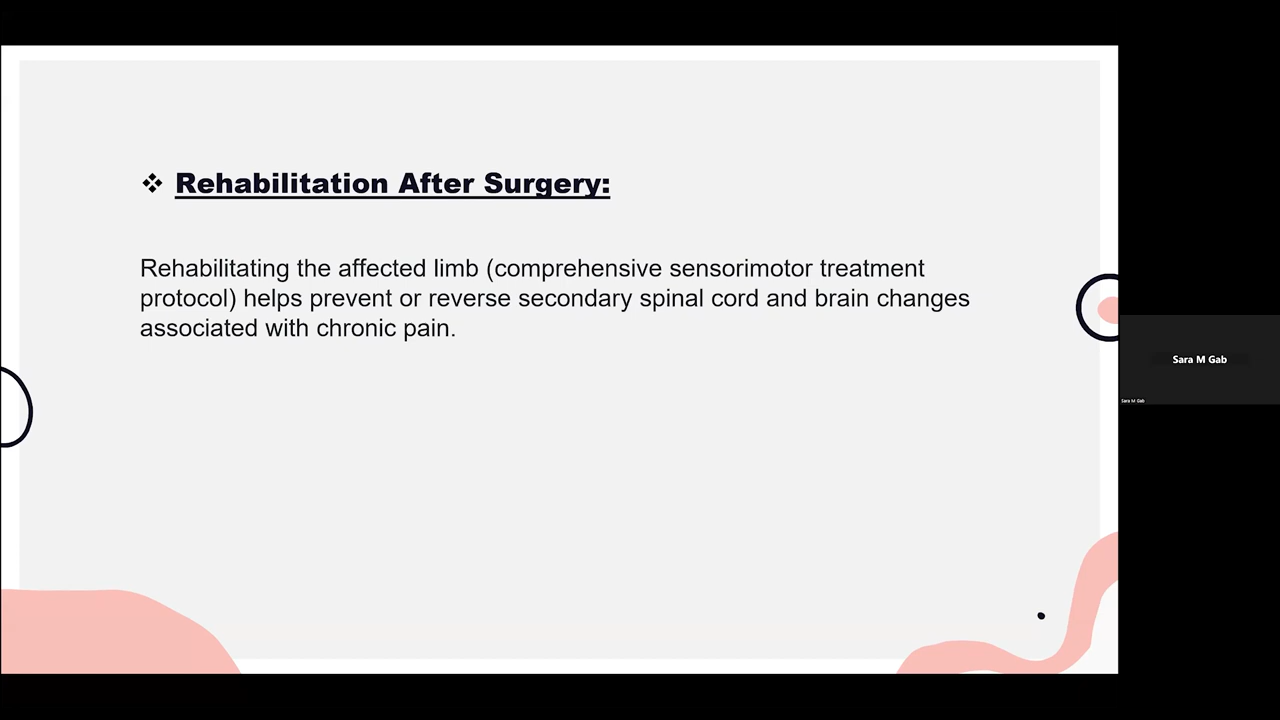 ❖ Rehabilitation After Surgery:
Rehabilitating the affected limb (comprehensive sensorimotor treatment
protocol) helps prevent or reverse secondary spinal cord and brain changes
associated with chronic pain.
Sara M Gab
Sara M Gab